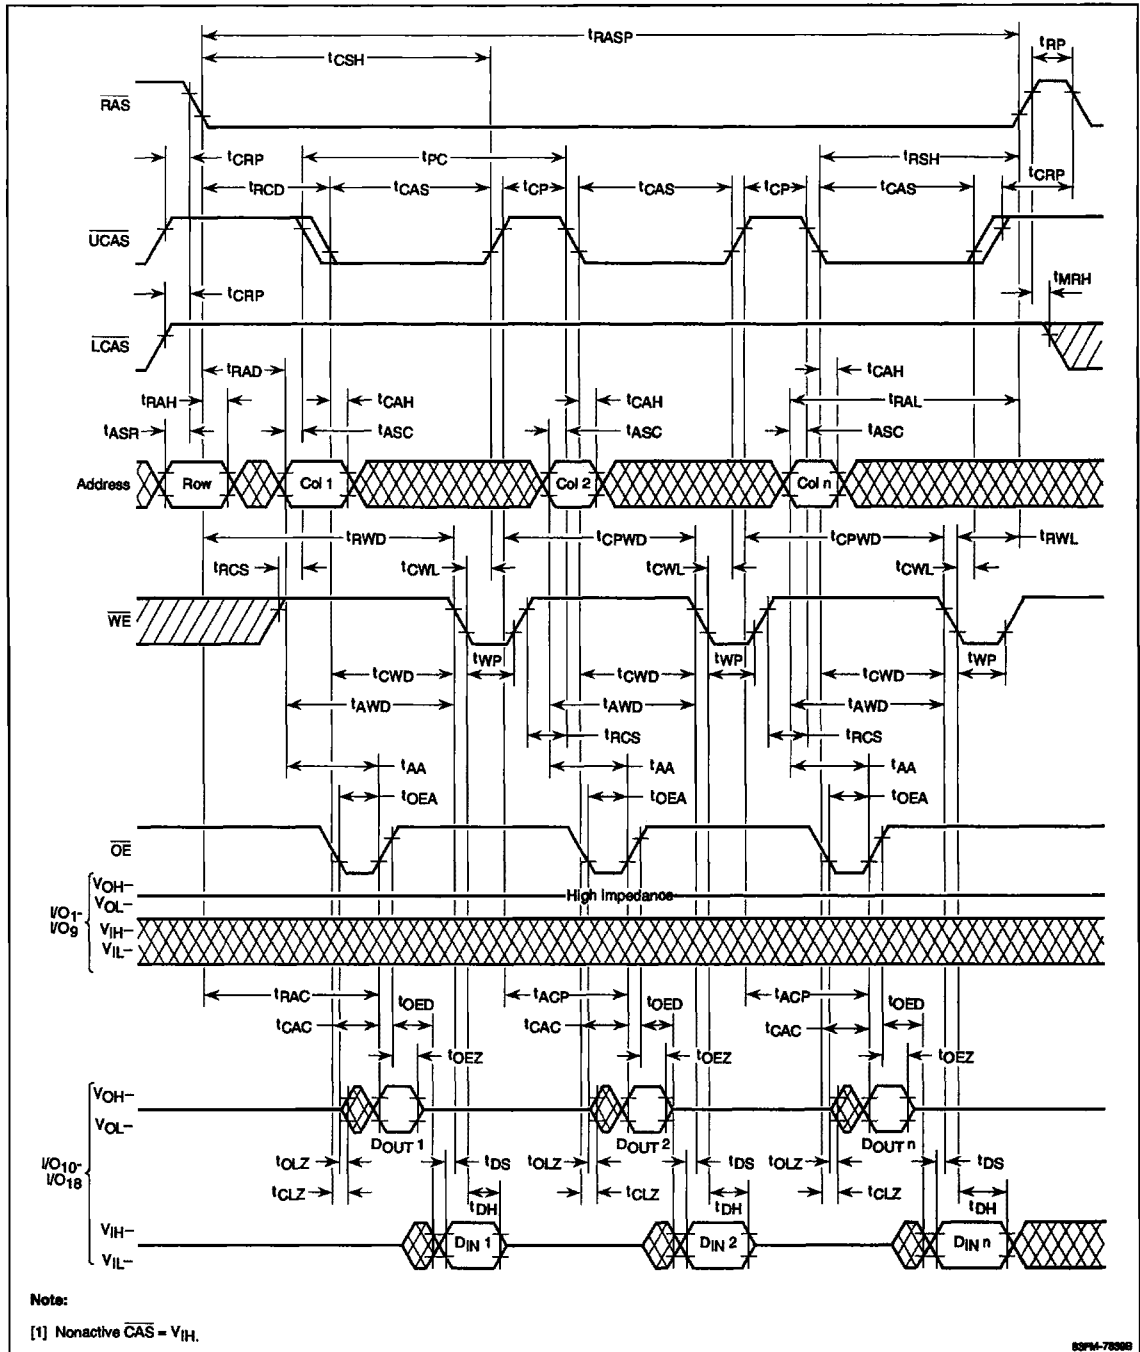 tRASP
tRP
tCSH
RAS
tCRP tPC tRSH
tRCD tCAS tCP tCAS tCP tCAS tCRP
UCAS
tCRP tMRH
LCAS
tRAD tCAH
tRAH tCAH tCAH tRAL
tASR tASC tASC tASC
Address Row Col 1 Col 2 Col n
tRWD tCPWD tCPWD tRWL
tRCS tCWL tCWL tCWL
WE
tWP tWP tWP
tCWD tCWD tCWD
tAWD tAWD tAWD
tRCS tRCS
tAA tAA tAA
tOEA tOEA tOEA
OE
VOH–
High Impedance
VOL–
I/O1-
I/O9
VIH–
VIL–
tRAC tOED tACP tOED tACP tOED
tCAC tCAC tCAC
tOEZ tOEZ tOEZ
VOH–
VOL–
DOUT 1 DOUT 2 DOUT n
I/O10-
I/O18
tOLZ tDS tOLZ tDS tOLZ tDS
tCLZ tCLZ tCLZ
tDH tDH tDH
VIH–
DIN 1 DIN 2 DIN n
VIL–
Note:
[1] Nonactive CAS = VIH.
83FM-7839B